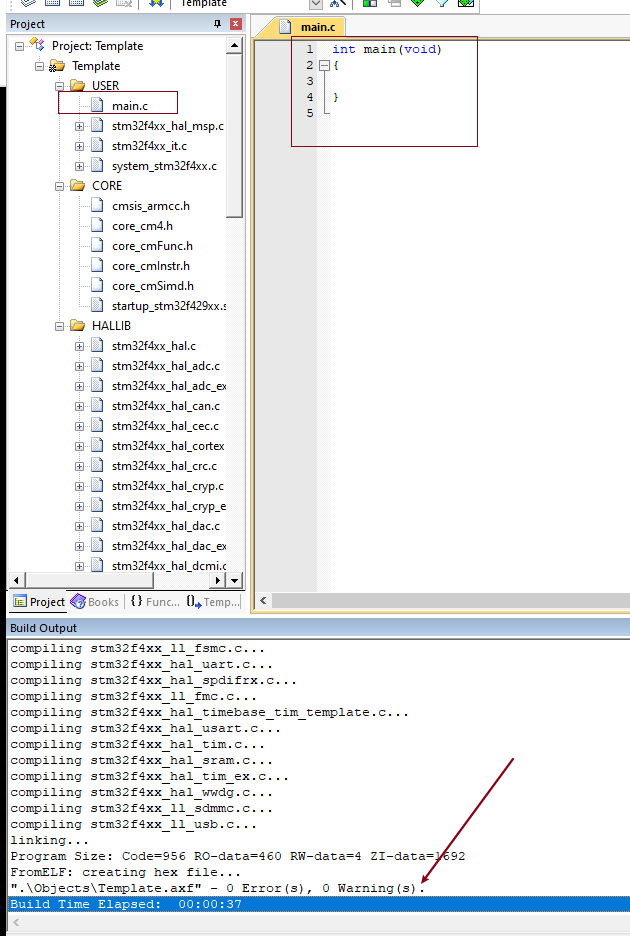 Template
Project
main.c
Project: Template
Template
USER
main.c
stm32f4xx_hal_msp.c
stm32f4xx_it.c
system_stm32f4xx.c
CORE
cmsis_armcc.h
core_cm4.h
core_cmFunc.h
core_cmInstr.h
core_cmSimd.h
startup_stm32f429xx.s
HALLIB
stm32f4xx_hal.c
stm32f4xx_hal_adc.c
stm32f4xx_hal_adc_ex
stm32f4xx_hal_can.c
stm32f4xx_hal_cec.c
stm32f4xx_hal_cortex
stm32f4xx_hal_crc.c
stm32f4xx_hal_cryp.c
stm32f4xx_hal_cryp_e
stm32f4xx_hal_dac.c
stm32f4xx_hal_dac_ex
stm32f4xx_hal_dcmi.c
1 int main(void)
2 {
3
4 }
5
Project Books {} Func... Temp...
Build Output
compiling stm32f4xx_ll_fsmc.c...
compiling stm32f4xx_hal_uart.c...
compiling stm32f4xx_hal_spdifrx.c...
compiling stm32f4xx_ll_fmc.c...
compiling stm32f4xx_hal_timebase_tim_template.c...
compiling stm32f4xx_hal_usart.c...
compiling stm32f4xx_hal_tim.c...
compiling stm32f4xx_hal_sram.c...
compiling stm32f4xx_hal_tim_ex.c...
compiling stm32f4xx_hal_wwdg.c...
compiling stm32f4xx_ll_sdmmc.c...
compiling stm32f4xx_ll_usb.c...
linking...
Program Size: Code=956 RO-data=460 RW-data=4 ZI-data=1692
FromELF: creating hex file...
".\Objects\Template.axf" - 0 Error(s), 0 Warning(s).
Build Time Elapsed:  00:00:37